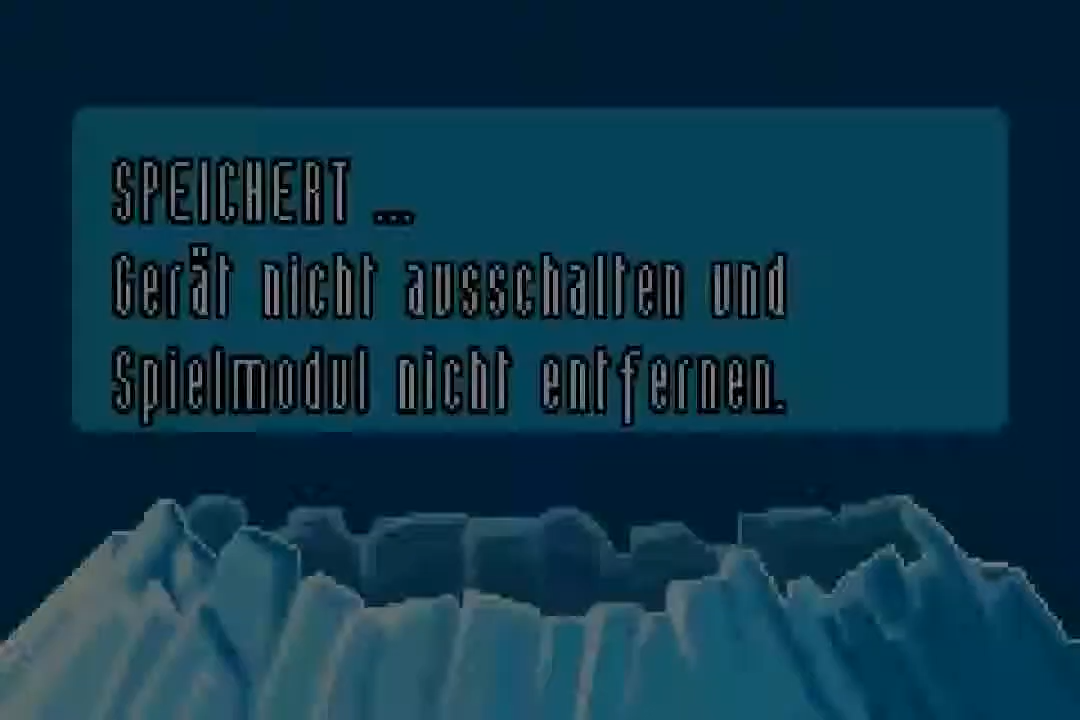 SPEICHERT ...
Gerät nicht ausschalten und
Spielmodul nicht entfernen.